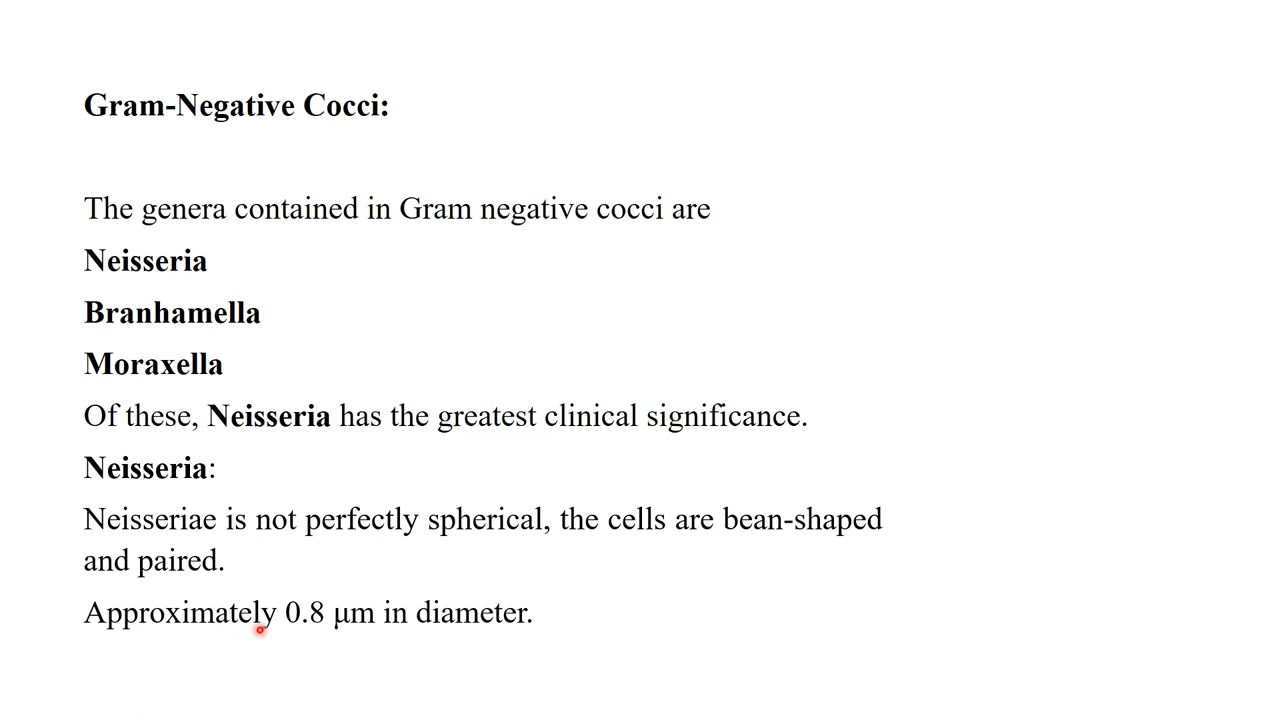 Gram-Negative Cocci:
The genera contained in Gram negative cocci are
Neisseria
Branhamella
Moraxella
Of these, Neisseria has the greatest clinical significance.
Neisseria:
Neisseriae is not perfectly spherical, the cells are bean-shaped
and paired.
Approximately 0.8 μm in diameter.